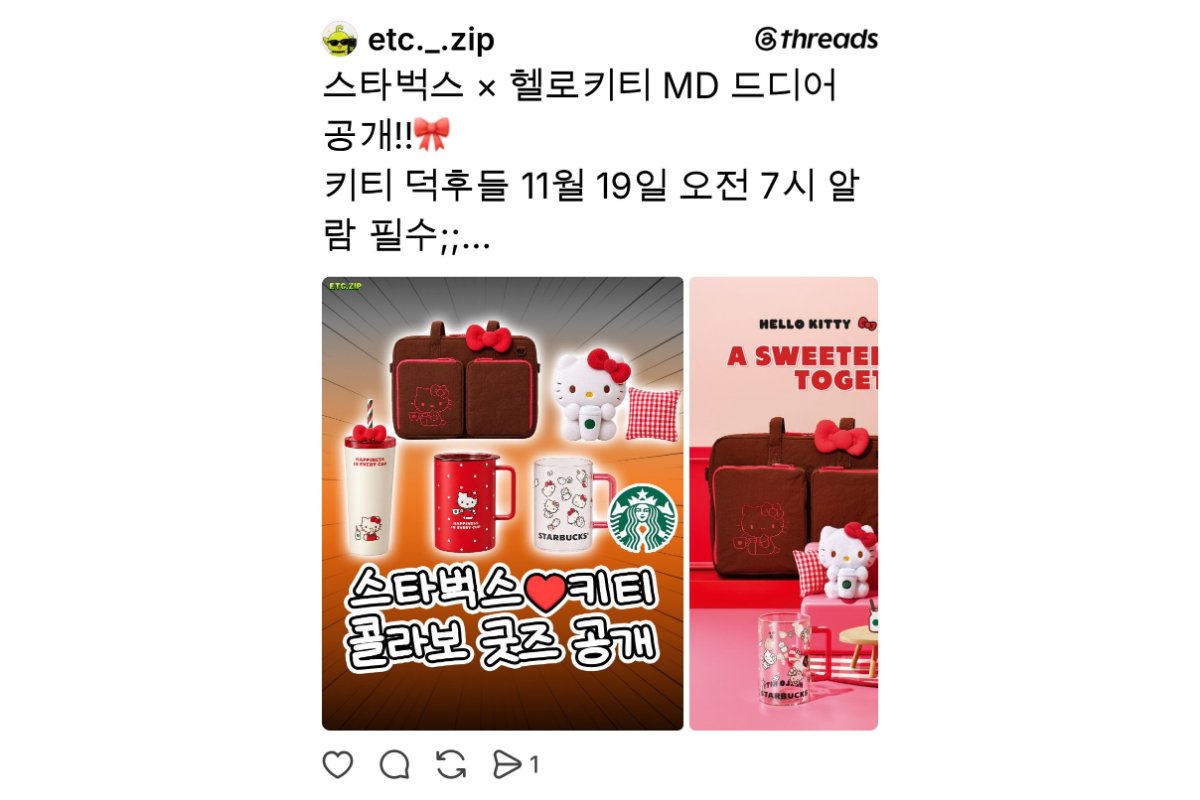 etc._.zip
threads
스타벅스 × 헬로키티 MD 드디어
공개!!🎀
키티 덕후들 11월 19일 오전 7시 알
람 필수;;...
ETC.ZIP
HAPPINESS
IN EVERY CUP
HAPPINESS
IN EVERY CUP
STARBUCKS
스타벅스❤️키티
콜라보 굿즈 공개
HELLO KITTY
A SWEETE
TOGET
STARBUCKS
1